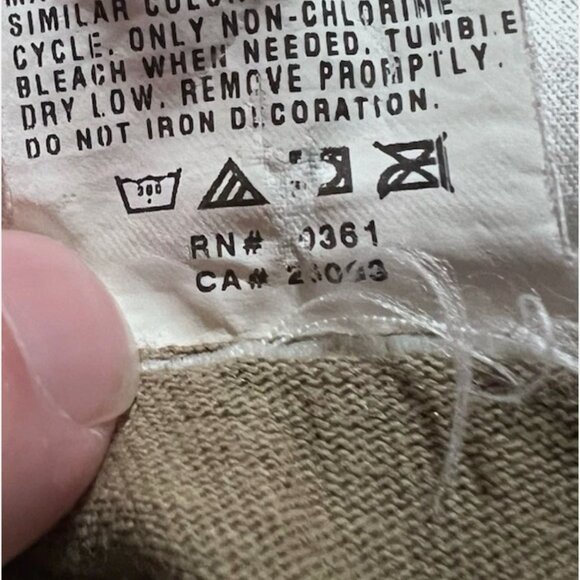 SIMILAR
CYCLE. ONLY NON-CHLORINE
BLEACH WHEN NEEDED. TUMBLE
DRY LOW. REMOVE PROMPTLY.
DO NOT IRON DECORATION.
RN#
CA#